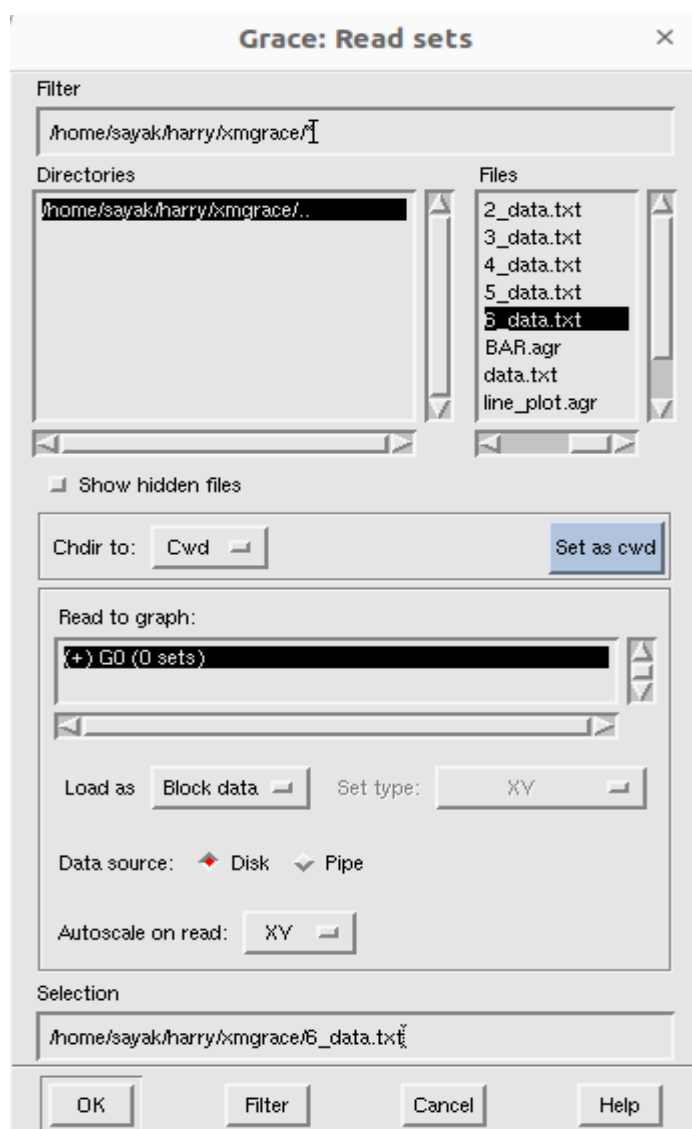 Grace: Read sets
Filter
/home/sayak/harry/xmgrace/*
Directories
/home/sayak/harry/xmgrace/..
Files
2_data.txt
3_data.txt
4_data.txt
5_data.txt
6_data.txt
BAR.agr
data.txt
line_plot.agr
Show hidden files
Chdir to: Cwd Set as cwd
Read to graph:
(+) G0 (0 sets)
Load as Block data Set type: XY
Data source: Disk Pipe
Autoscale on read: XY
Selection
/home/sayak/harry/xmgrace/6_data.txt
OK Filter Cancel Help